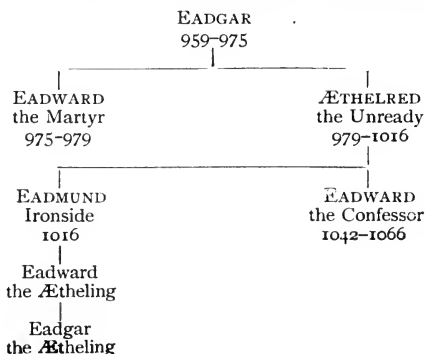 EADGAR
959–975
EADWARD
the Martyr
975–979
ÆTHELRED
the Unready
979–1016
EADMUND
Ironside
1016
EADWARD
the Confessor
1042–1066
Eadward
the Ætheling
Eadgar
the Ætheling